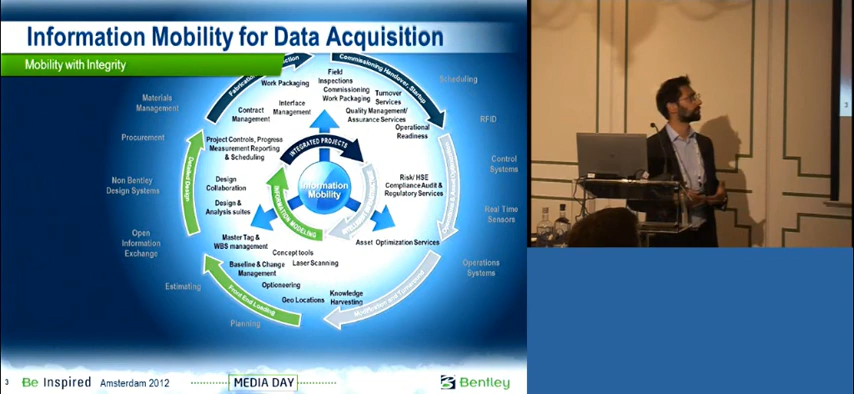 Information Mobility for Data Acquisition
Mobility with Integrity
Commissioning Handover, Startup
Field
Inspections
Work Packaging
Commissioning
Work Packaging
Turnover
Services
Scheduling
Materials
Management
Contract
Management
Interface
Management
Quality Management/
Assurance Services
Operational
Readiness
RFID
Procurement
Project Controls, Progress
Measurement Reporting
& Scheduling
INTEGRATED PROJECTS
Control
Systems
Non Bentley
Design Systems
Detailed Design
Design
Collaboration
Information
Mobility
Risk/ HSE
Compliance Audit &
Regulatory Services
Design &
Analysis suites
INFORMATION MODELING
Real Time
Sensors
Open
Information
Exchange
Master Tag &
WBS management
Asset Optimization Services
Concept tools
Laser Scanning
Baseline & Change
Management
Operations
Systems
Estimating
Front End Loading
Optioneering
Geo Locations
Knowledge
Harvesting
Planning
3
Be Inspired Amsterdam 2012
MEDIA DAY
Bentley
3